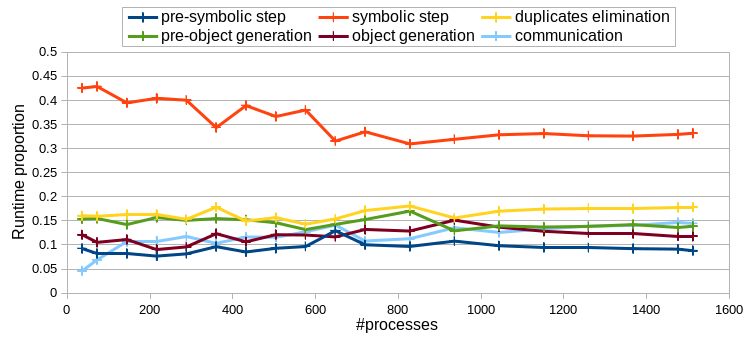 pre-symbolic step symbolic step duplicates elimination
pre-object generation object generation communication
0.5
0.45
0.4
0.35
0.3
0.25
0.2
0.15
0.1
0.05
0
Runtime proportion
0 200 400 600 800 1000 1200 1400 1600
#processes